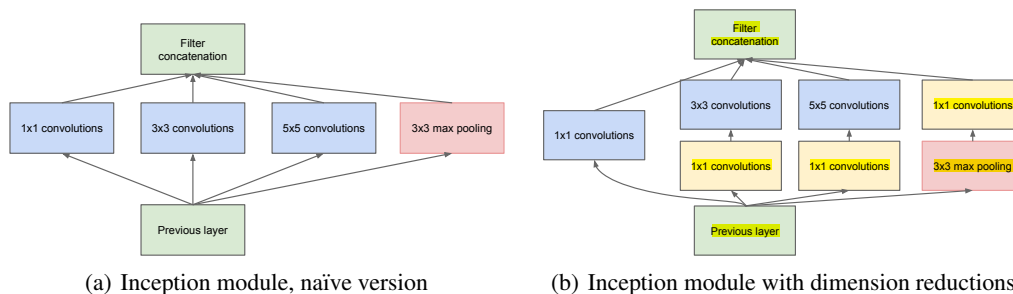 Filter
concatenation
1x1 convolutions
3x3 convolutions
5x5 convolutions
3x3 max pooling
Previous layer
(a) Inception module, naïve version
Filter
concatenation
3x3 convolutions
5x5 convolutions
1x1 convolutions
1x1 convolutions
1x1 convolutions
1x1 convolutions
3x3 max pooling
Previous layer
(b) Inception module with dimension reductions